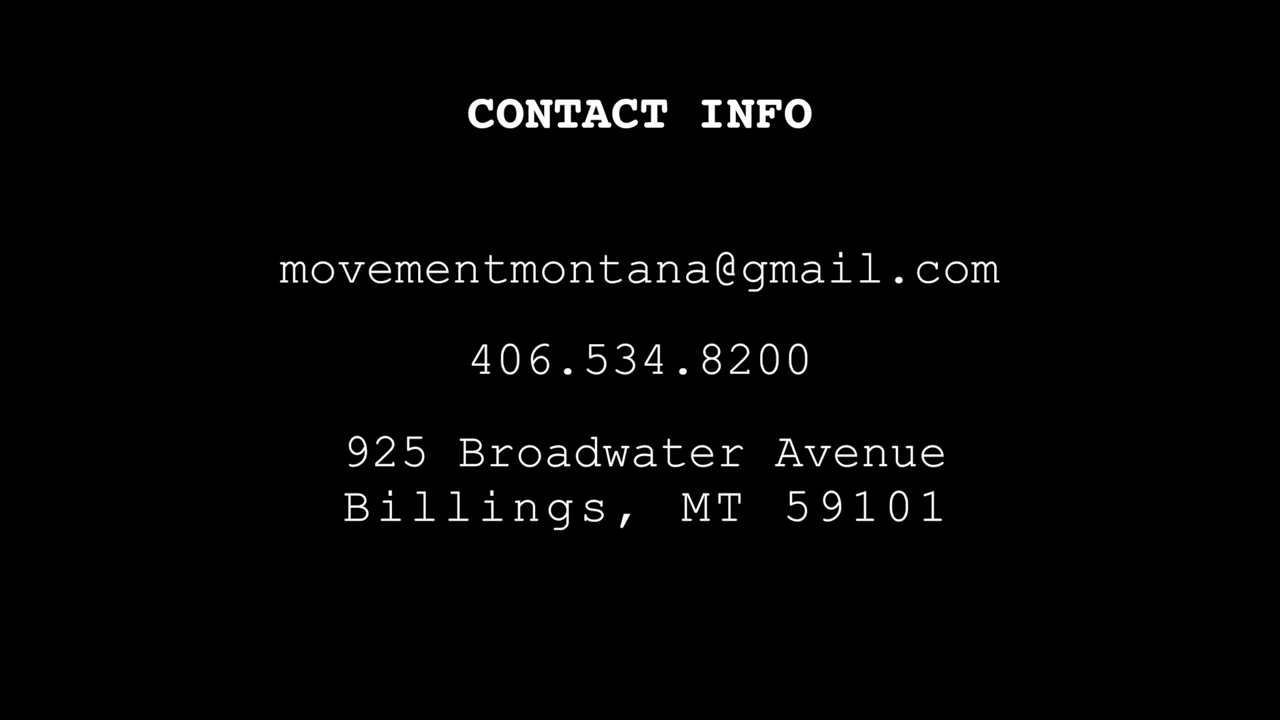 CONTACT INFO
movementmontana@gmail.com
406.534.8200
925 Broadwater Avenue
Billings, MT 59101